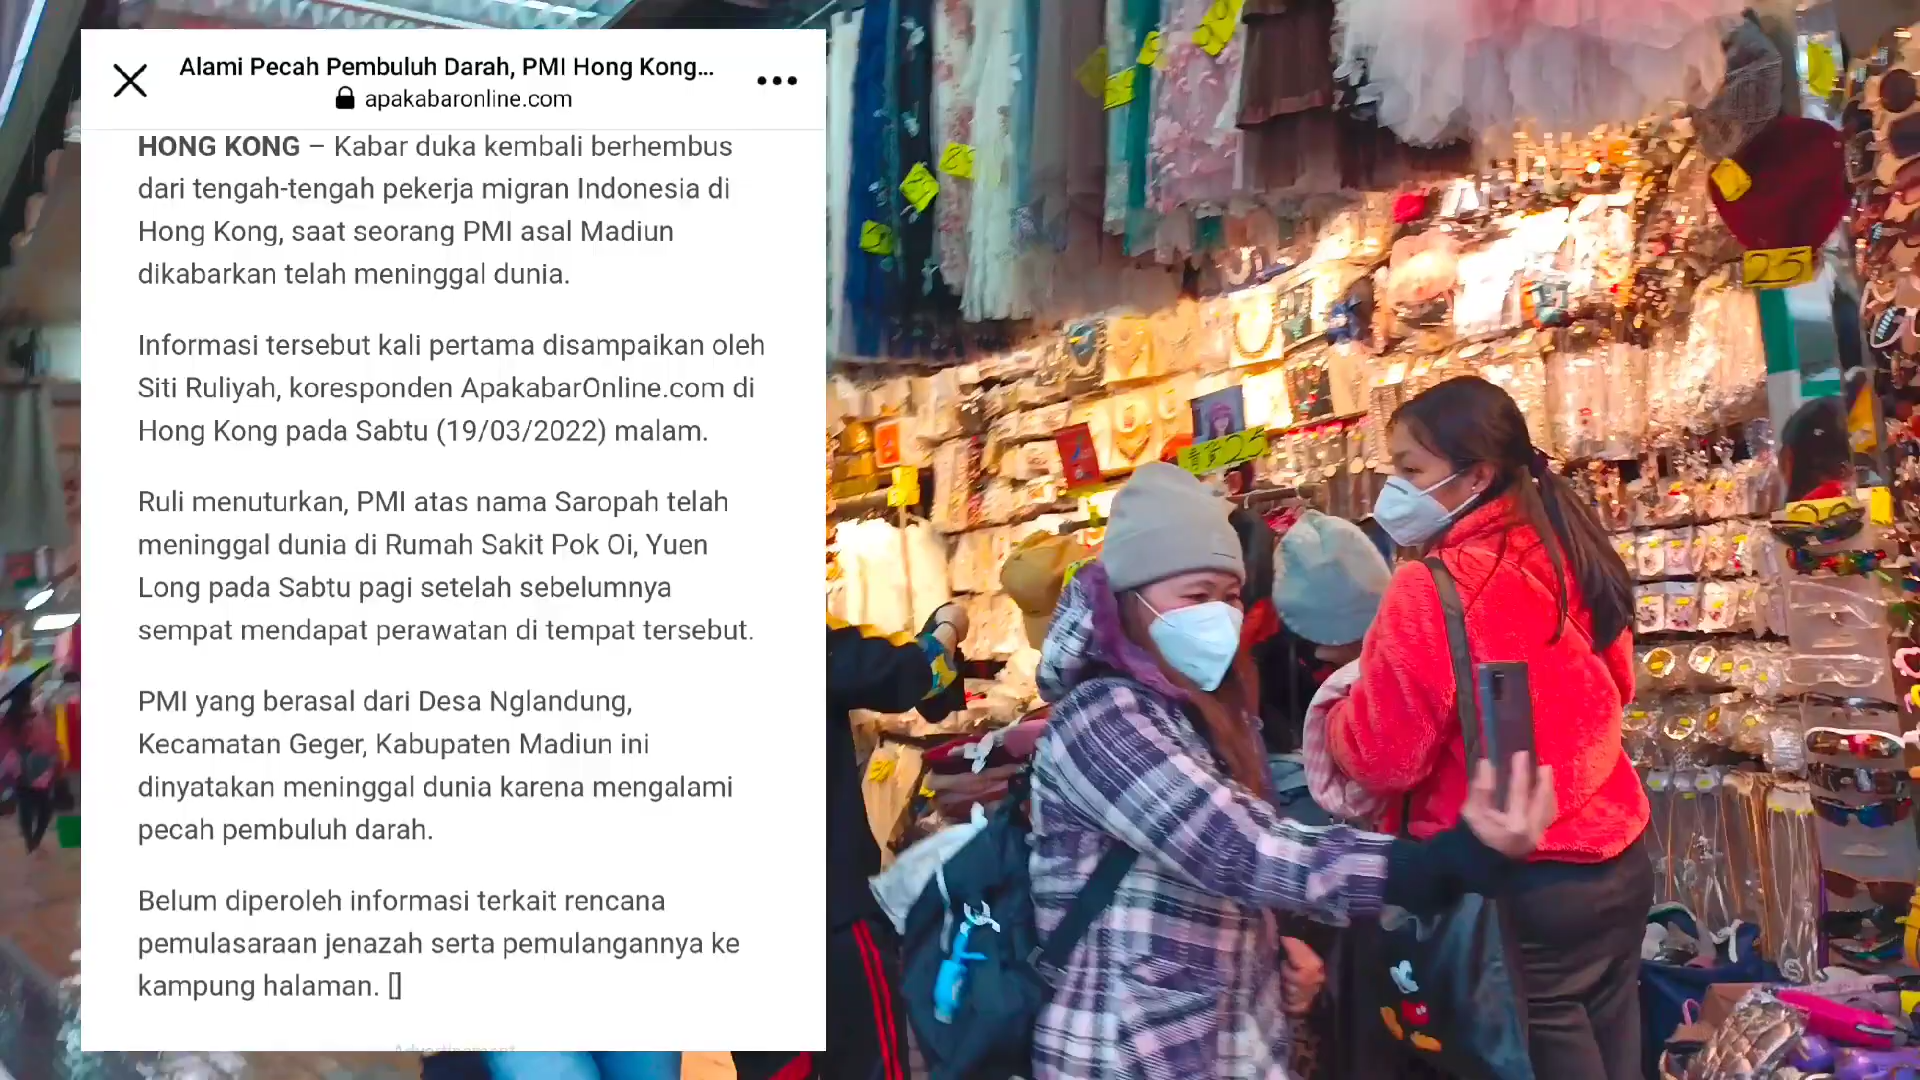 Alami Pecah Pembuluh Darah, PMI Hong Kong...
apakabaronline.com
HONG KONG – Kabar duka kembali berhembus
dari tengah-tengah pekerja migran Indonesia di
Hong Kong, saat seorang PMI asal Madiun
dikabarkan telah meninggal dunia.
Informasi tersebut kali pertama disampaikan oleh
Siti Ruliyah, koresponden ApakabarOnline.com di
Hong Kong pada Sabtu (19/03/2022) malam.
Ruli menuturkan, PMI atas nama Saropah telah
meninggal dunia di Rumah Sakit Pok Oi, Yuen
Long pada Sabtu pagi setelah sebelumnya
sempat mendapat perawatan di tempat tersebut.
PMI yang berasal dari Desa Nglandung,
Kecamatan Geger, Kabupaten Madiun ini
dinyatakan meninggal dunia karena mengalami
pecah pembuluh darah.
Belum diperoleh informasi terkait rencana
pemulasaraan jenazah serta pemulangannya ke
kampung halaman. []
Advertisement
25